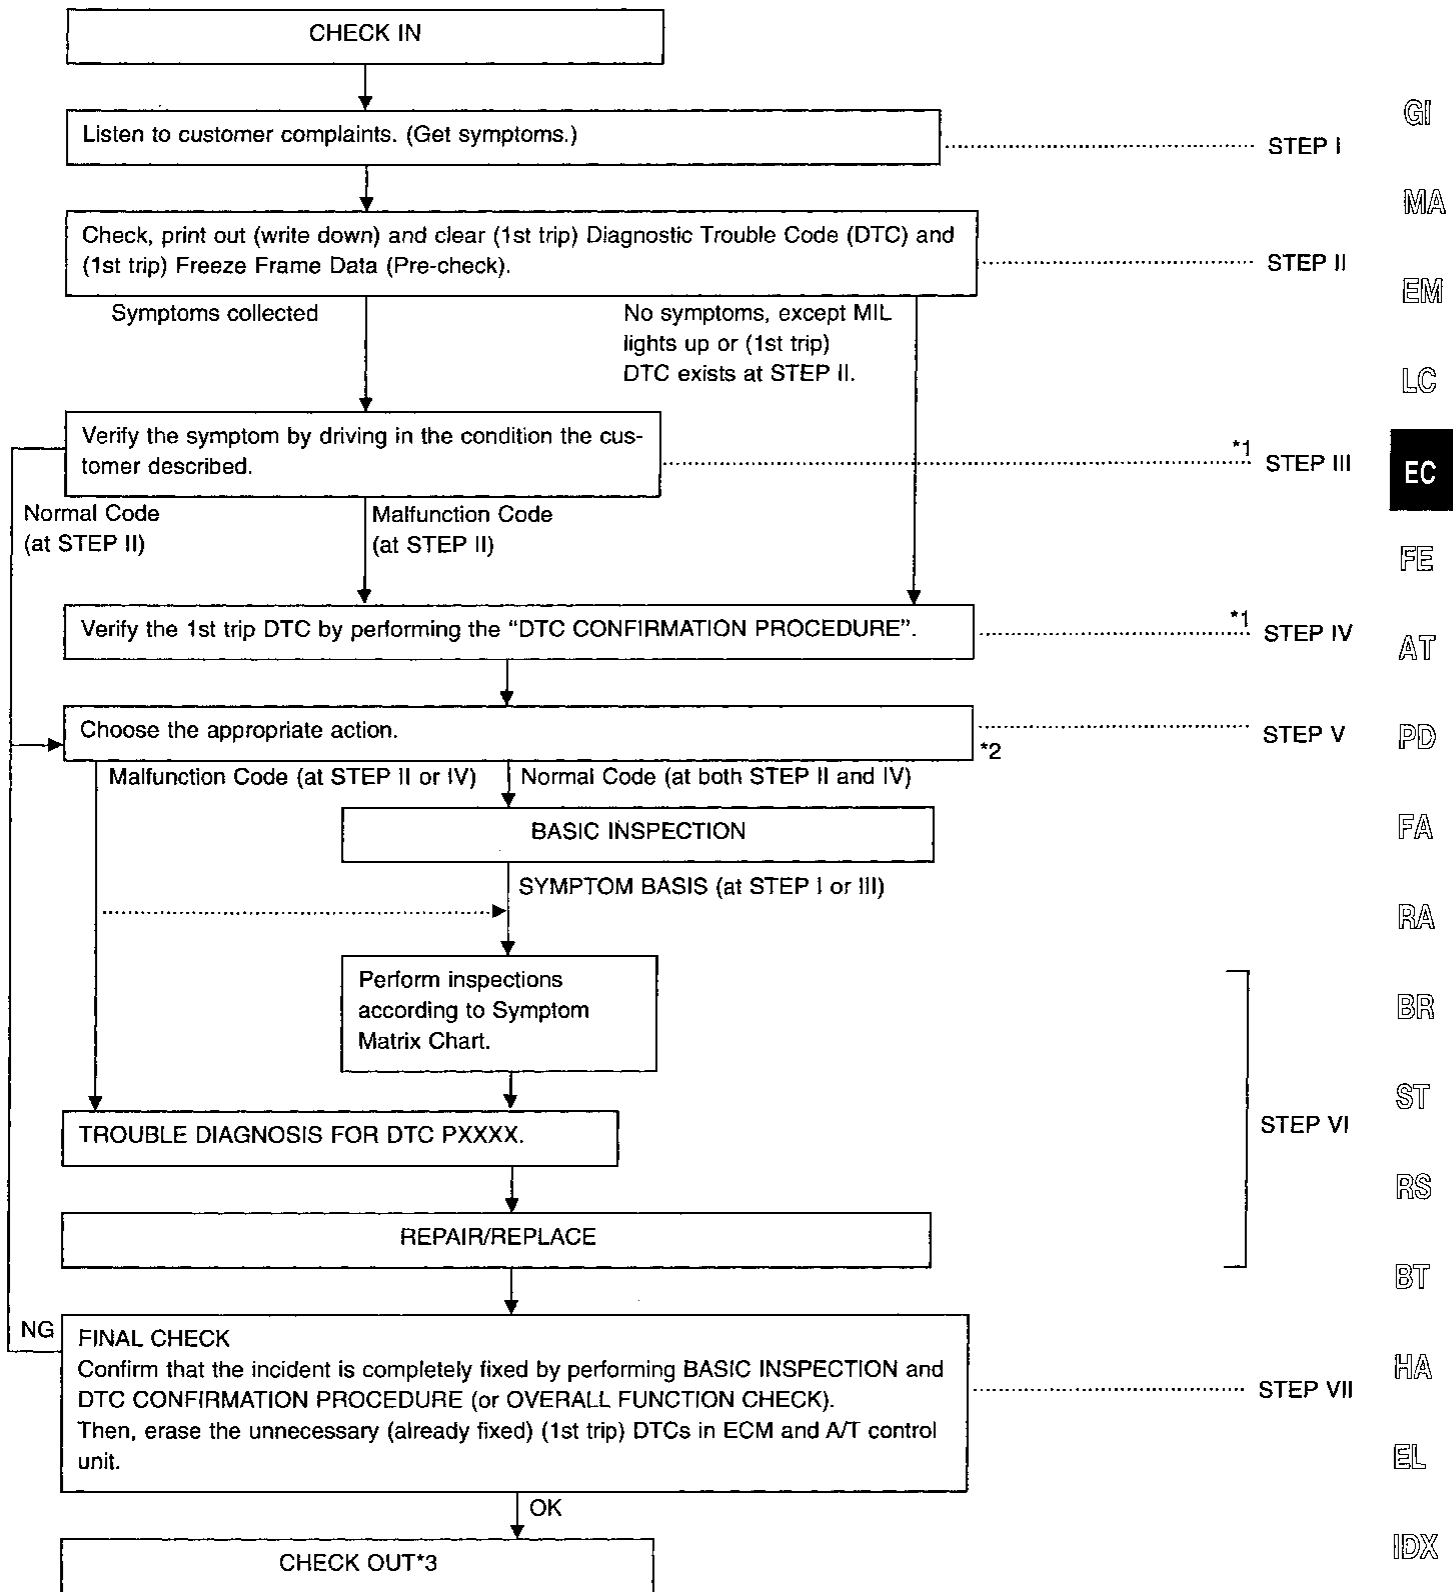 CHECK IN
Listen to customer complaints. (Get symptoms.)
STEP I
Check, print out (write down) and clear (1st trip) Diagnostic Trouble Code (DTC) and
(1st trip) Freeze Frame Data (Pre-check).
STEP II
Symptoms collected
No symptoms, except MIL
lights up or (1st trip)
DTC exists at STEP II.
Verify the symptom by driving in the condition the cus-
tomer described.
*1 STEP III
Normal Code
(at STEP II)
Malfunction Code
(at STEP II)
Verify the 1st trip DTC by performing the “DTC CONFIRMATION PROCEDURE”.
*1 STEP IV
Choose the appropriate action.
*2
STEP V
Malfunction Code (at STEP II or IV)
Normal Code (at both STEP II and IV)
BASIC INSPECTION
SYMPTOM BASIS (at STEP I or III)
Perform inspections
according to Symptom
Matrix Chart.
TROUBLE DIAGNOSIS FOR DTC PXXXX.
REPAIR/REPLACE
STEP VI
NG
FINAL CHECK
Confirm that the incident is completely fixed by performing BASIC INSPECTION and
DTC CONFIRMATION PROCEDURE (or OVERALL FUNCTION CHECK).
Then, erase the unnecessary (already fixed) (1st trip) DTCs in ECM and A/T control
unit.
STEP VII
OK
CHECK OUT*3
GI
MA
EM
LC
EC
FE
AT
PD
FA
RA
BR
ST
RS
BT
HA
EL
IDX